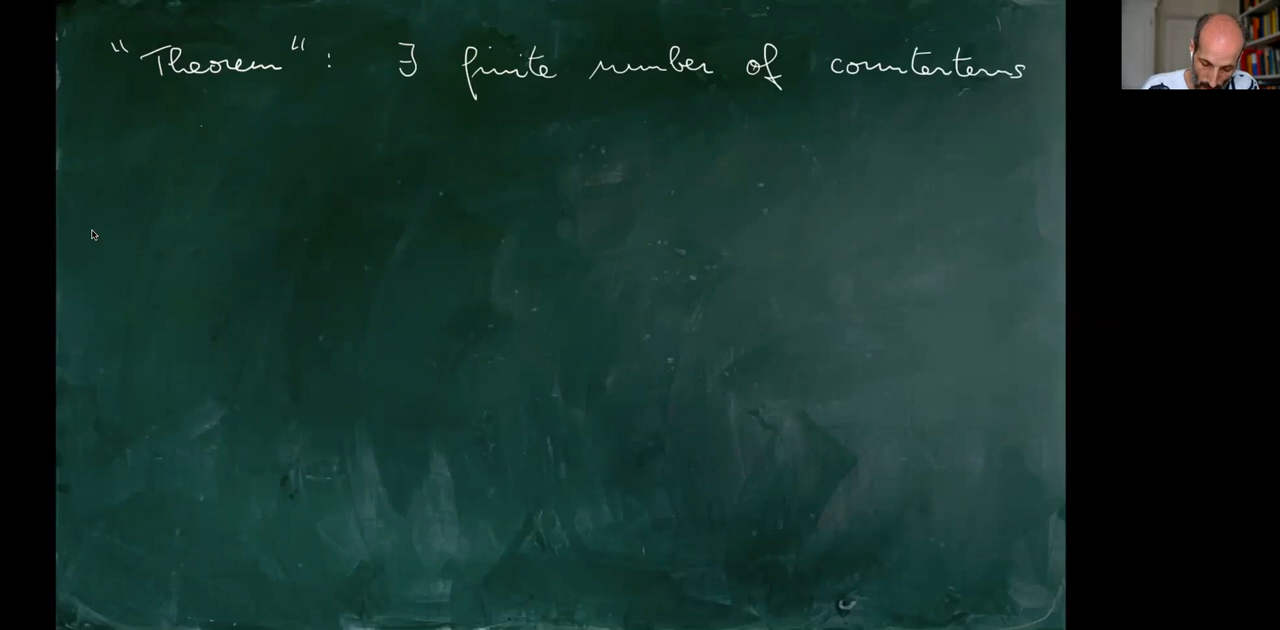 "Theorem" : ∃ finite number of counterterms